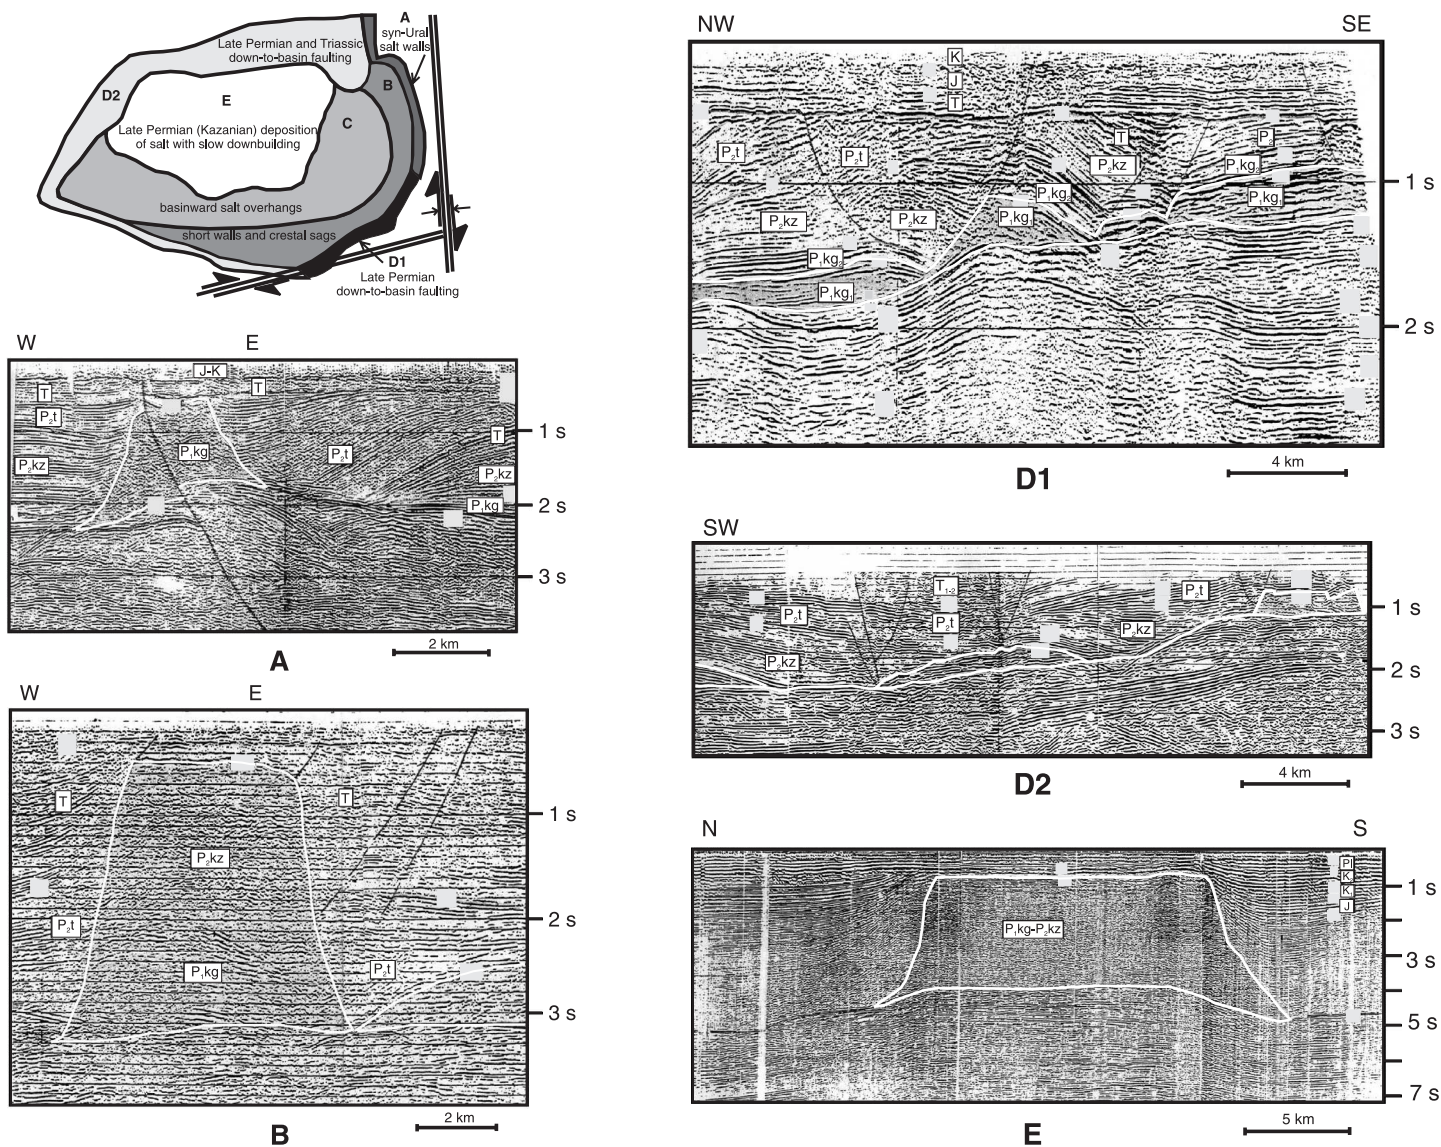 A
syn-Ural
salt walls
Late Permian and Triassic
down-to-basin faulting
B
D2
E
C
Late Permian (Kazanian) deposition
of salt with slow downbuilding
basinward salt overhangs
short walls and crestal sags
D1
Late Permian
down-to-basin faulting
W E
J-K
T T
P₂t
1 s
P₁kg P₂t T
P₂kz P₂kz
2 s
P₁kg
3 s
2 km
A
W E
T T
1 s
P₂kz
2 s
P₂t
P₁kg P₂t
3 s
2 km
B
NW SE
K
J
T
P₂t P₂t T P₂
P₂kz P₁kg₂
1 s
P₁kg₂ P₁kg₁
P₂kz P₂kz P₁kg₁
P₁kg₂
P₁kg₁
2 s
D1
4 km
SW
T₁₋₂ P₂t
1 s
P₂t P₂t P₂kz
P₂kz
2 s
3 s
D2
4 km
N S
Pl
K
1 s
K
J
P₁kg-P₂kz
3 s
5 s
7 s
E
5 km